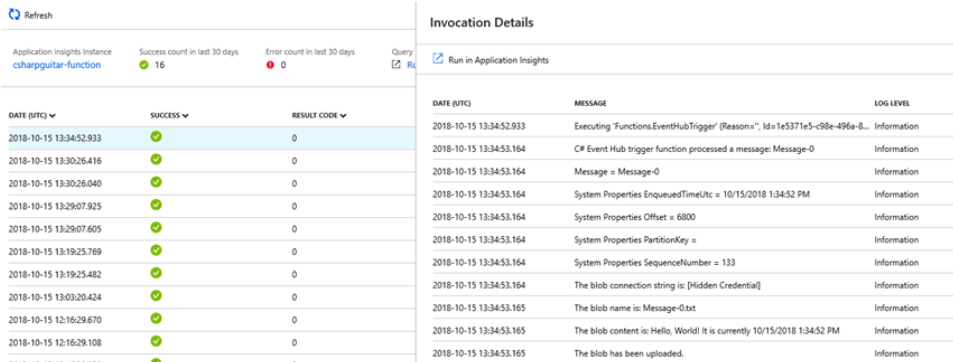 Refresh
Application Insights Instance
csharpguitar-function
Success count in last 30 days
16
Error count in last 30 days
0
Query
Ru
DATE (UTC) SUCCESS RESULT CODE
2018-10-15 13:34:52.933 0
2018-10-15 13:30:26.416 0
2018-10-15 13:30:26.040 0
2018-10-15 13:29:07.925 0
2018-10-15 13:29:07.605 0
2018-10-15 13:19:25.769 0
2018-10-15 13:19:25.482 0
2018-10-15 13:03:20.424 0
2018-10-15 12:16:29.670 0
2018-10-15 12:16:29.108 0
Invocation Details
Run in Application Insights
DATE (UTC) MESSAGE LOG LEVEL
2018-10-15 13:34:52.933 Executing 'Functions.EventHubTrigger' (Reason='', Id=1e5371e5-c98e-496a-8... Information
2018-10-15 13:34:53.164 C# Event Hub trigger function processed a message: Message-0 Information
2018-10-15 13:34:53.164 Message = Message-0 Information
2018-10-15 13:34:53.164 System Properties EnqueuedTimeUtc = 10/15/2018 1:34:52 PM Information
2018-10-15 13:34:53.164 System Properties Offset = 6800 Information
2018-10-15 13:34:53.164 System Properties PartitionKey = Information
2018-10-15 13:34:53.164 System Properties SequenceNumber = 133 Information
2018-10-15 13:34:53.164 The blob connection string is: [Hidden Credential] Information
2018-10-15 13:34:53.165 The blob name is: Message-0.txt Information
2018-10-15 13:34:53.165 The blob content is: Hello, World! It is currently 10/15/2018 1:34:52 PM Information
2018-10-15 13:34:53.165 The blob has been uploaded. Information